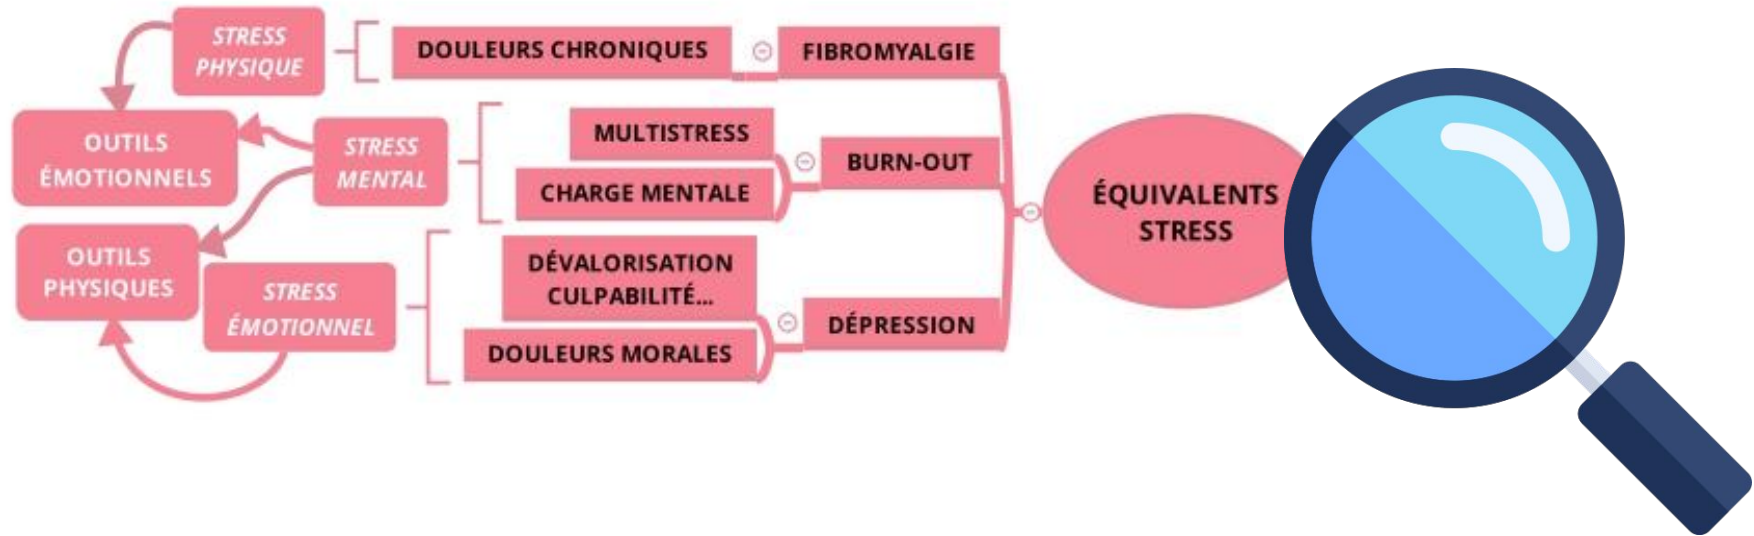 STRESS
PHYSIQUE
DOULEURS CHRONIQUES
FIBROMYALGIE
OUTILS
ÉMOTIONNELS
STRESS
MENTAL
MULTISTRESS
CHARGE MENTALE
BURN-OUT
ÉQUIVALENTS
STRESS
OUTILS
PHYSIQUES
STRESS
ÉMOTIONNEL
DÉVALORISATION
CULPABILITÉ...
DOULEURS MORALES
DÉPRESSION